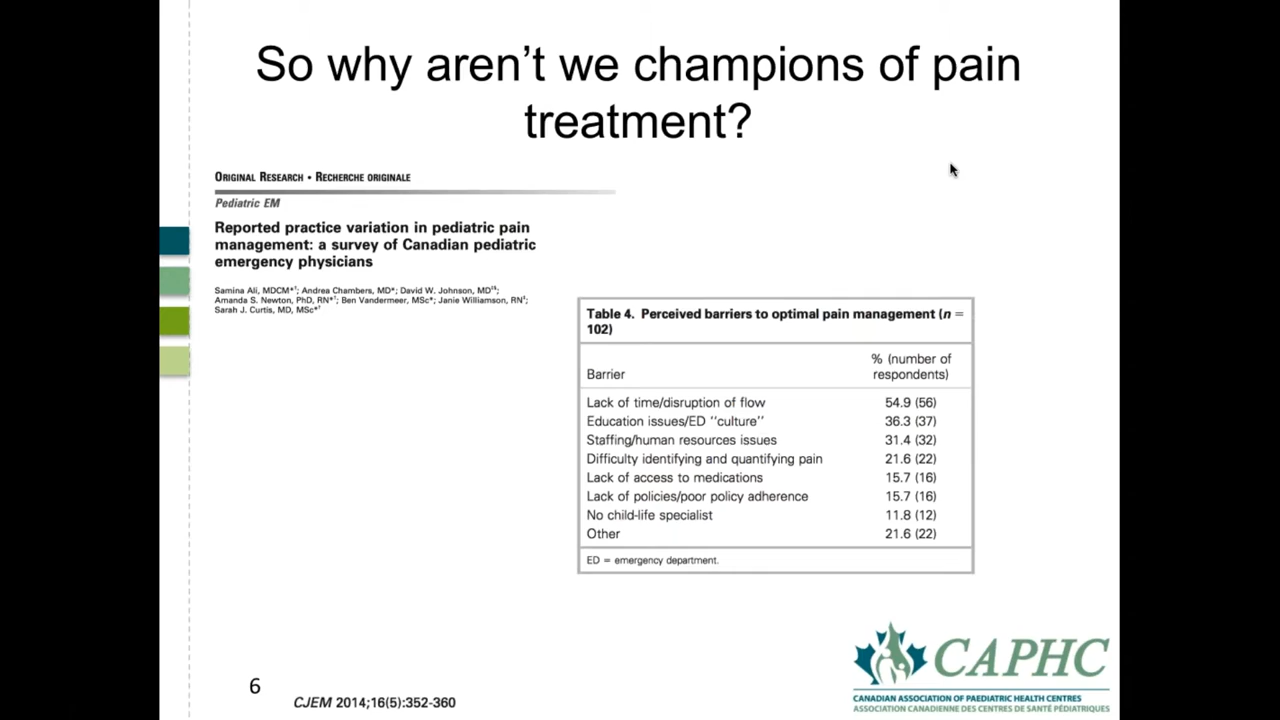 So why aren't we champions of pain
treatment?
ORIGINAL RESEARCH • RECHERCHE ORIGINALE
Pediatric EM
Reported practice variation in pediatric pain
management: a survey of Canadian pediatric
emergency physicians
Samina Ali, MDCM*†; Andrea Chambers, MD*; David W. Johnson, MD‡§;
Amanda S. Newton, PhD, RN*†; Ben Vandermeer, MSc*; Janie Williamson, RN§;
Sarah J. Curtis, MD, MSc*†
Table 4. Perceived barriers to optimal pain management (n =
102)
% (number of
Barrier respondents)
Lack of time/disruption of flow 54.9 (56)
Education issues/ED ''culture'' 36.3 (37)
Staffing/human resources issues 31.4 (32)
Difficulty identifying and quantifying pain 21.6 (22)
Lack of access to medications 15.7 (16)
Lack of policies/poor policy adherence 15.7 (16)
No child-life specialist 11.8 (12)
Other 21.6 (22)
ED = emergency department.
CAPHC
CANADIAN ASSOCIATION OF PAEDIATRIC HEALTH CENTRES
ASSOCIATION CANADIENNE DES CENTRES DE SANTÉ PÉDIATRIQUES
6
CJEM 2014;16(5):352-360